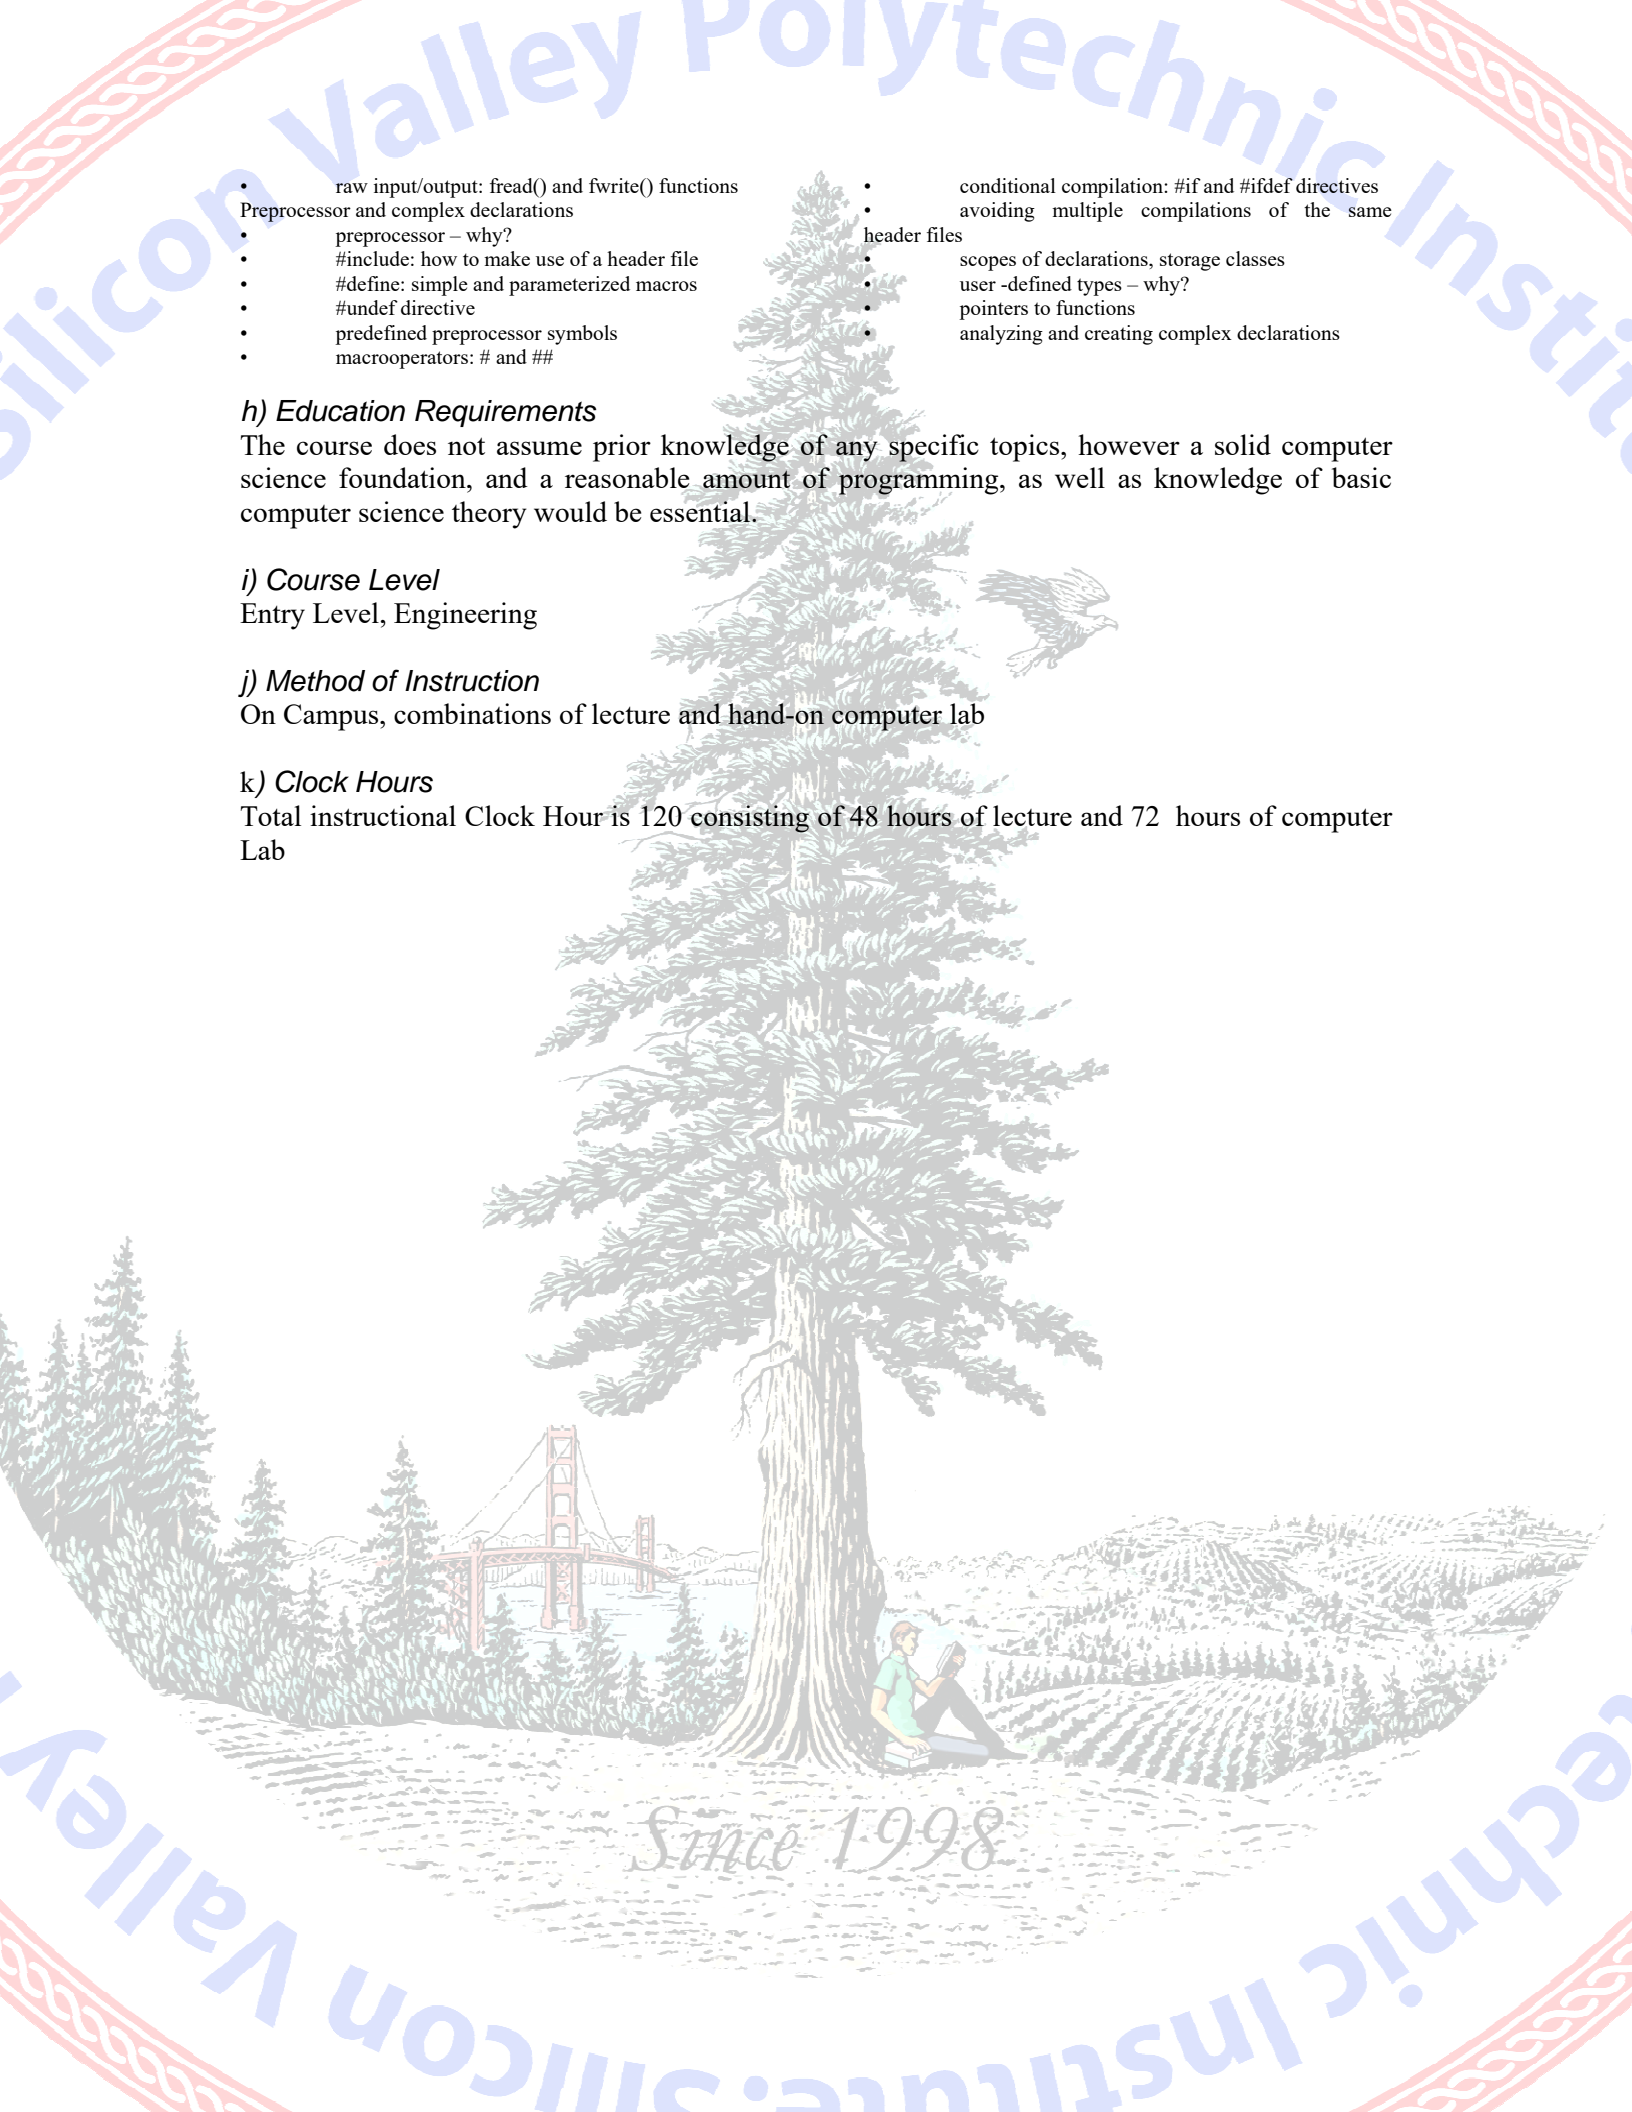 Silicon Valley Polytechnic Institute: Silicon Valley
technic Institute:
•	raw input/output: fread() and fwrite() functions
Preprocessor and complex declarations
•	preprocessor – why?
•	#include: how to make use of a header file
•	#define: simple and parameterized macros
•	#undef directive
•	predefined preprocessor symbols
•	macrooperators: # and ##
•	conditional compilation: #if and #ifdef directives
•	avoiding multiple compilations of the same
header files
•	scopes of declarations, storage classes
•	user -defined types – why?
•	pointers to functions
•	analyzing and creating complex declarations
h) Education Requirements
The course does not assume prior knowledge of any specific topics, however a solid computer
science foundation, and a reasonable amount of programming, as well as knowledge of basic
computer science theory would be essential.
i) Course Level
Entry Level, Engineering
j) Method of Instruction
On Campus, combinations of lecture and hand-on computer lab
k) Clock Hours
Total instructional Clock Hour is 120 consisting of 48 hours of lecture and 72  hours of computer
Lab
Since 1998